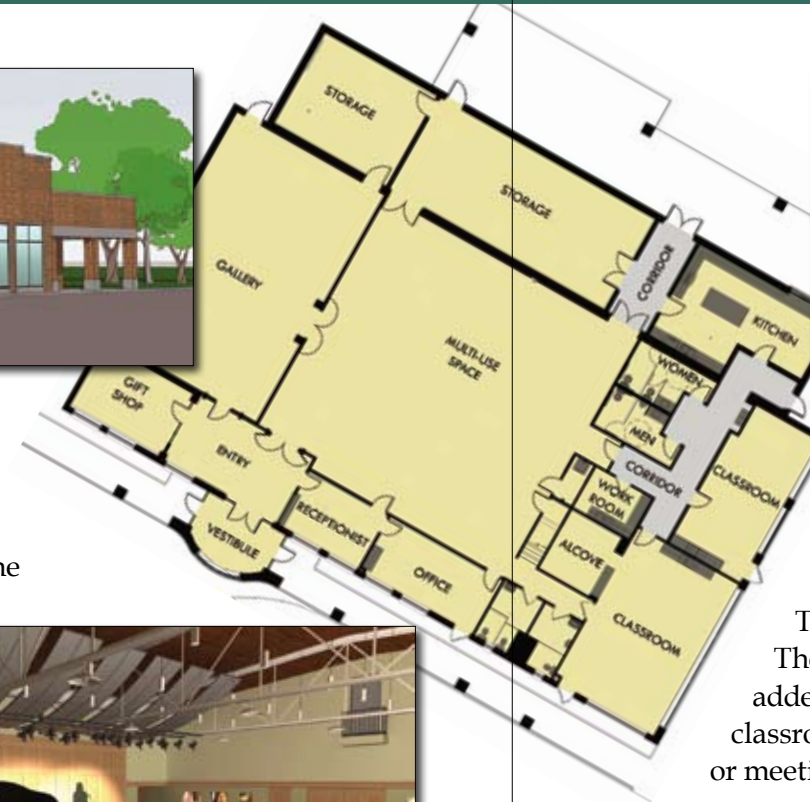 STORAGE
STORAGE
CORRIDOR
GALLERY
KITCHEN
MULTI-USE
SPACE
WOMEN
GIFT
SHOP
MEN
ENTRY
CORRIDOR
CLASSROOM
WORK
ROOM
RECEPTIONIST
VESTIBULE
ALCOVE
OFFICE
CLASSROOM
adde
classro
or meeti